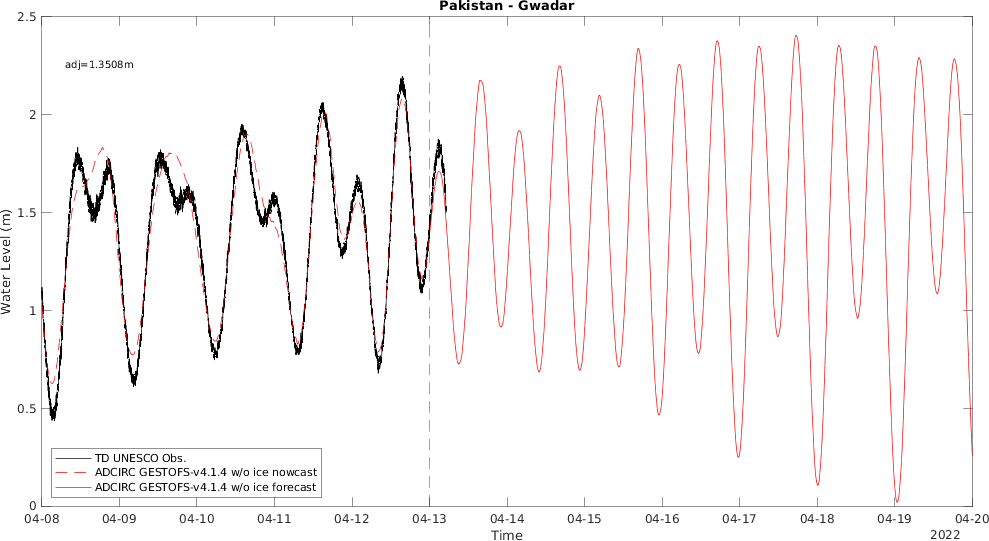 Pakistan - Gwadar
2.5
adj=1.3508m
2
1.5
Water Level (m)
1
0.5
TD UNESCO Obs.
ADCIRC GESTOFS-v4.1.4 w/o ice nowcast
ADCIRC GESTOFS-v4.1.4 w/o ice forecast
0
04-08 04-09 04-10 04-11 04-12 04-13 04-14 04-15 04-16 04-17 04-18 04-19 04-20
Time
2022